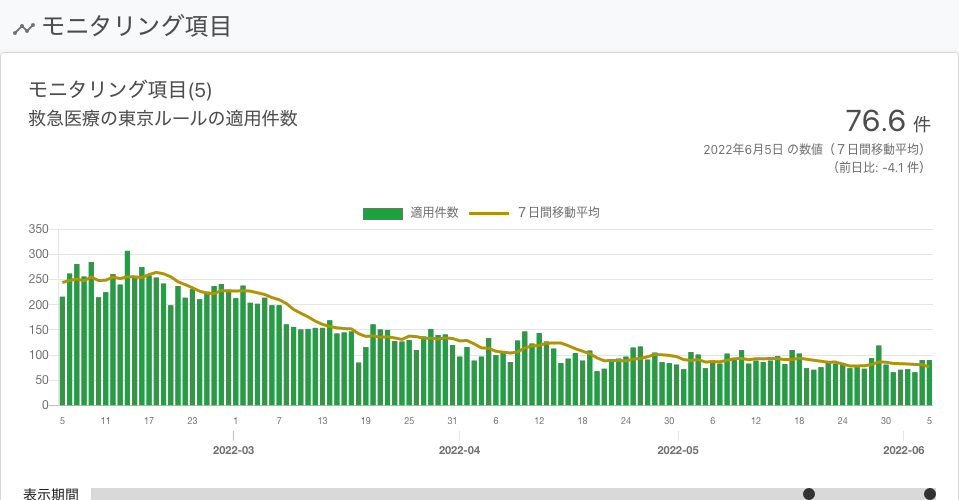 モニタリング項目
モニタリング項目(5)
救急医療の東京ルールの適用件数
76.6 件
2022年6月5日 の数値（７日間移動平均）
（前日比: -4.1 件）
適用件数 ７日間移動平均
350
300
250
200
150
100
50
0
5 11 17 23 1 7 13 19 25 31 6 12 18 24 30 6 12 18 24 30 5
2022-03 2022-04 2022-05 2022-06
表示期間